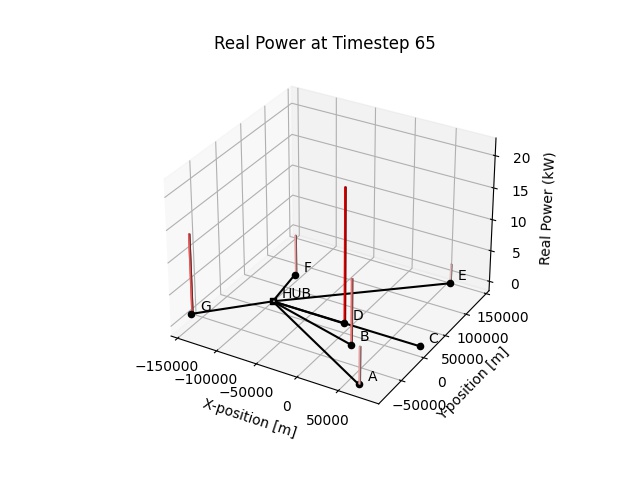 Real Power at Timestep 65
20
15
10
5
0
Real Power (kW)
F
HUB
E
G
D
B
C
A
150000
100000
50000
0
−50000
Y-position [m]
−150000
−100000
−50000
0
50000
X-position [m]